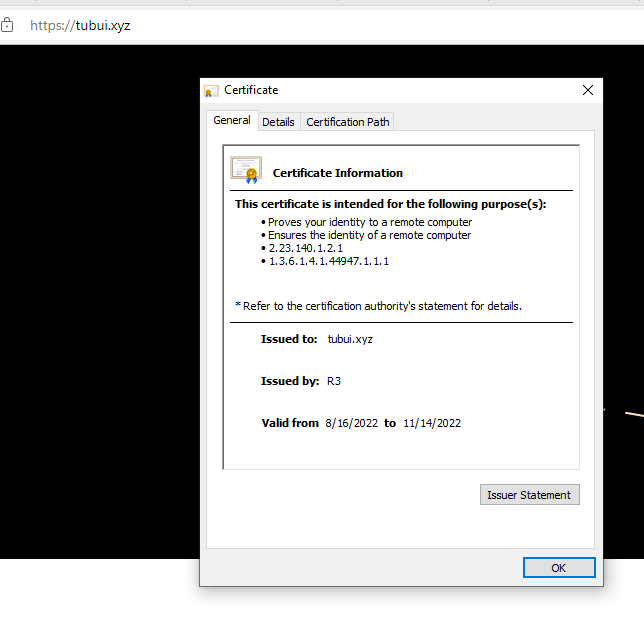 https://tubui.xyz
Certificate
General Details Certification Path
Certificate Information
This certificate is intended for the following purpose(s):
• Proves your identity to a remote computer
• Ensures the identity of a remote computer
• 2.23.140.1.2.1
• 1.3.6.1.4.1.44947.1.1.1
* Refer to the certification authority's statement for details.
Issued to: tubui.xyz
Issued by: R3
Valid from 8/16/2022 to 11/14/2022
Issuer Statement
OK